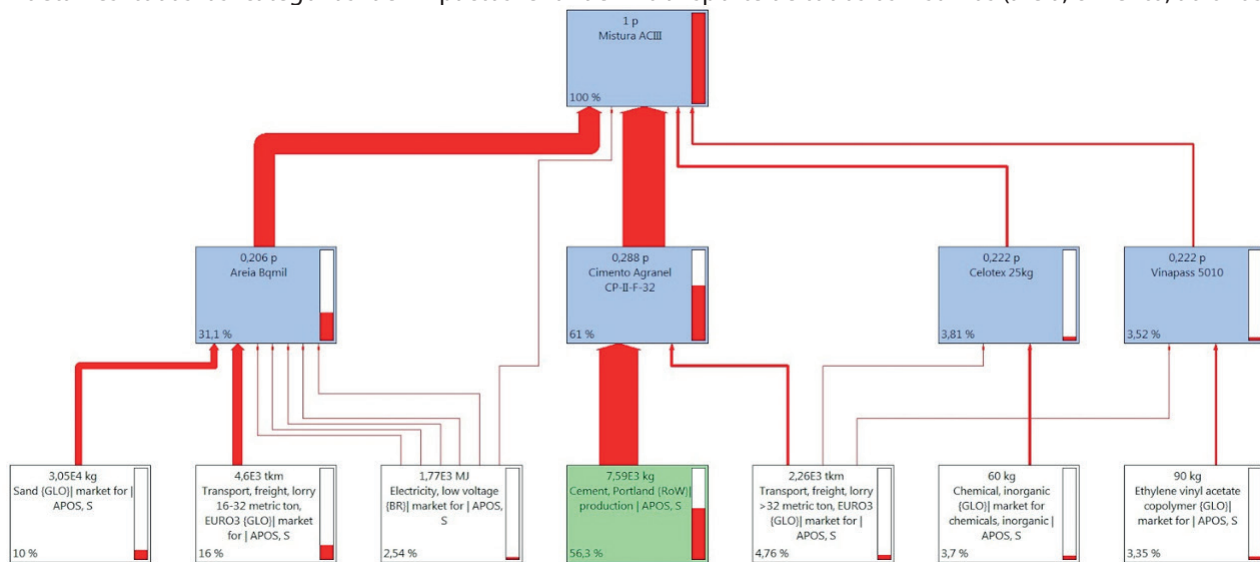 1 p
Mistura ACIII
100 %
0,206 p
Areia Bqmil
31,1 %
0,288 p
Cimento Agranel
CP-II-F-32
61 %
0,222 p
Celotex 25kg
3,81 %
0,222 p
Vinapass 5010
3,52 %
3,05E4 kg
Sand {GLO}| market for |
APOS, S
10 %
4,6E3 tkm
Transport, freight, lorry
16-32 metric ton,
EURO3 {GLO}| market
for | APOS, S
16 %
1,77E3 MJ
Electricity, low voltage
{BR}| market for | APOS,
S
2,54 %
7,59E3 kg
Cement, Portland {RoW}|
production | APOS, S
56,3 %
2,26E3 tkm
Transport, freight, lorry
>32 metric ton, EURO3
{GLO}| market for |
APOS, S
4,76 %
60 kg
Chemical, inorganic
{GLO}| market for
chemicals, inorganic |
APOS, S
3,7 %
90 kg
Ethylene vinyl acetate
copolymer {GLO}|
market for | APOS, S
3,35 %